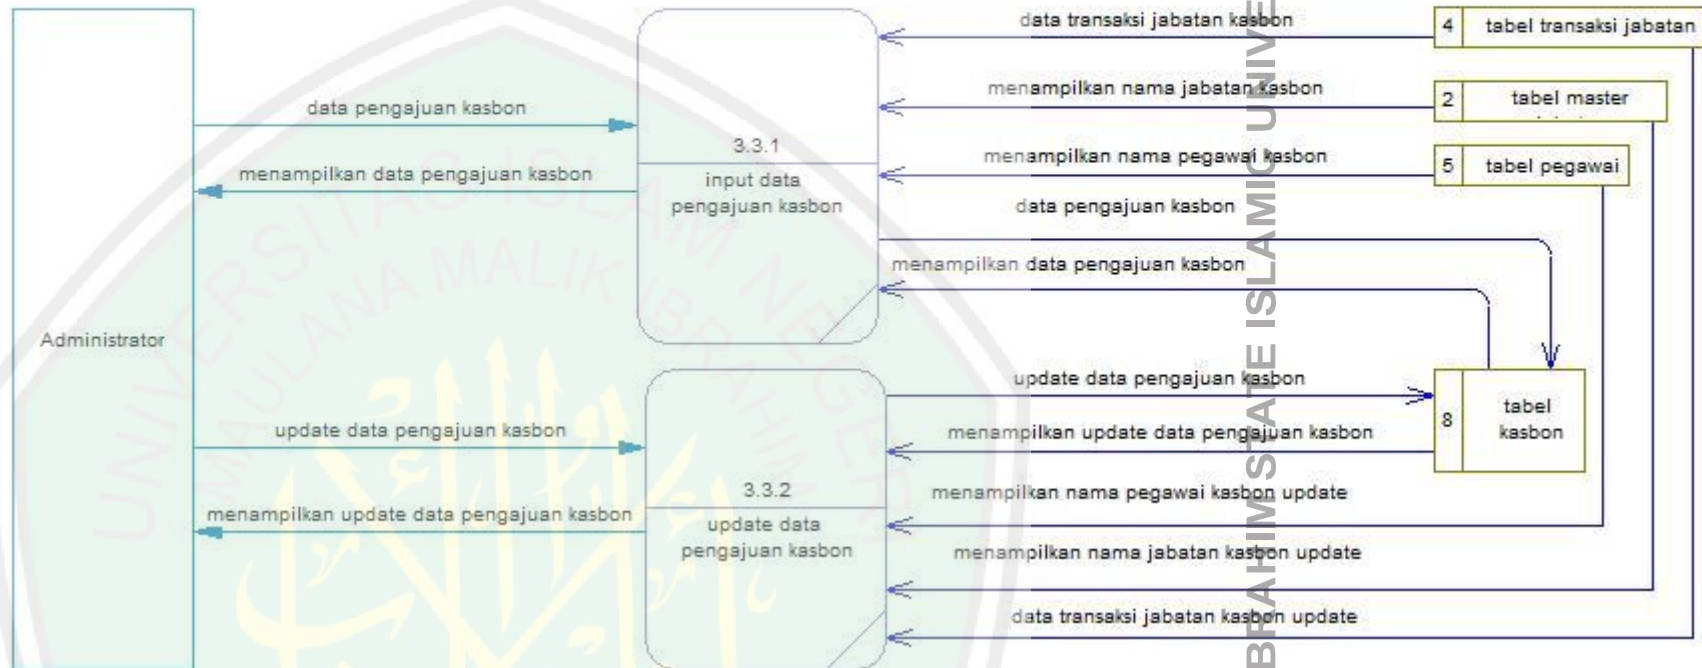 Administrator
data pengajuan kasbon
menampilkan data pengajuan kasbon
update data pengajuan kasbon
menampilkan update data pengajuan kasbon
3.3.1
input data
pengajuan kasbon
3.3.2
update data
pengajuan kasbon
data transaksi jabatan kasbon
menampilkan nama jabatan kasbon
menampilkan nama pegawai kasbon
data pengajuan kasbon
menampilkan data pengajuan kasbon
update data pengajuan kasbon
menampilkan update data pengajuan kasbon
menampilkan nama pegawai kasbon update
menampilkan nama jabatan kasbon update
data transaksi jabatan kasbon update
4 tabel transaksi jabatan
2 tabel master
5 tabel pegawai
8 tabel
kasbon
UNIVERSITAS ISLAM NEGERI
MAULANA MALIK IBRAHIM
BRAHIM STATE ISLAMIC UNIVE